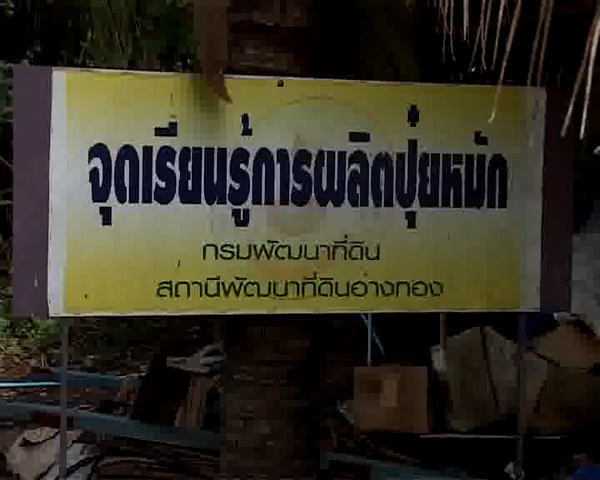 จุดเรียนรู้การผลิตปุ๋ยหมัก
กรมพัฒนาที่ดิน
สถานีพัฒนาที่ดินอ่างทอง